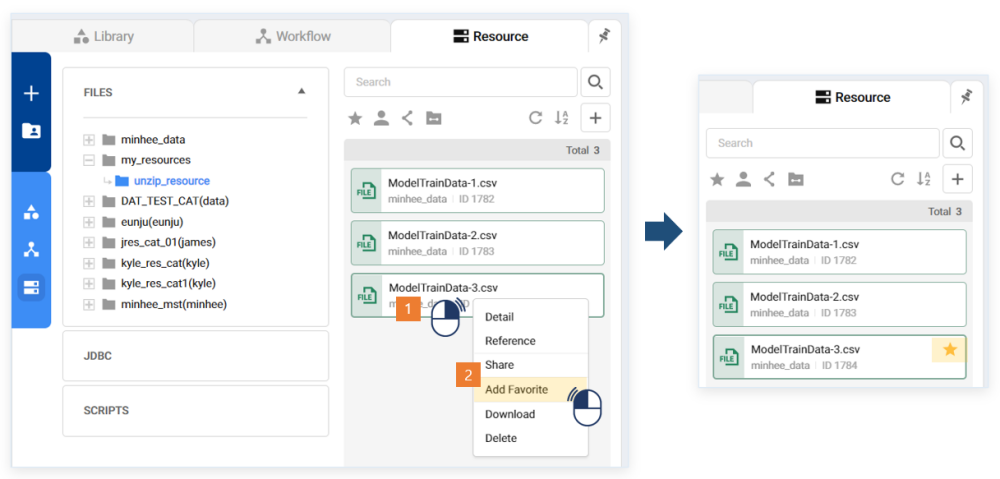 Library
Workflow
Resource
FILES
minhee_data
my_resources
unzip_resource
DAT_TEST_CAT(data)
eunju(eunju)
jres_cat_01(james)
kyle_res_cat(kyle)
kyle_res_cat1(kyle)
minhee_mst(minhee)
JDBC
SCRIPTS
Search
A
Z
Total 3
FILE
ModelTrainData-1.csv
minhee_data | ID 1782
FILE
ModelTrainData-2.csv
minhee_data | ID 1783
FILE
ModelTrainData-3.csv
1
Detail
Reference
Share
2
Add Favorite
Download
Delete
Resource
Search
A
Z
Total 3
FILE
ModelTrainData-1.csv
minhee_data | ID 1782
FILE
ModelTrainData-2.csv
minhee_data | ID 1783
FILE
ModelTrainData-3.csv
minhee_data | ID 1784